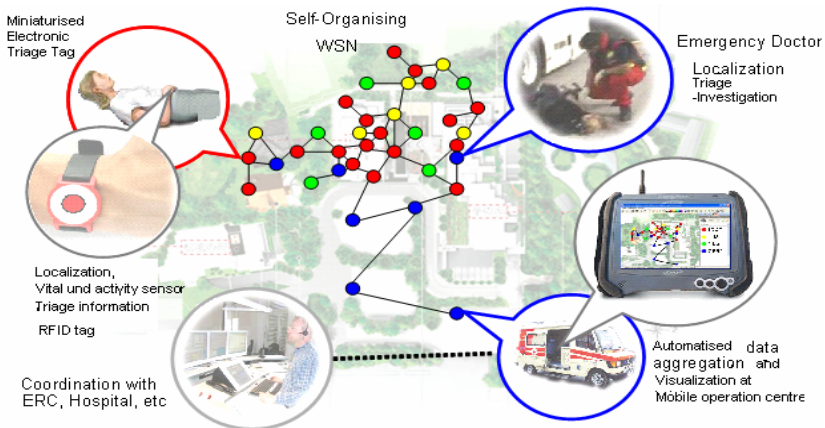 Miniaturised
Electronic
Triage Tag
Self-Organising
WSN
Emergency Doctor
Localization
Triage
-Investigation
Localization,
Vital und activity sensor
Triage information
RFID tag
Coordination with
ERC, Hospital, etc
Automatised data
aggregation and
Visualization at
Mobile operation centre